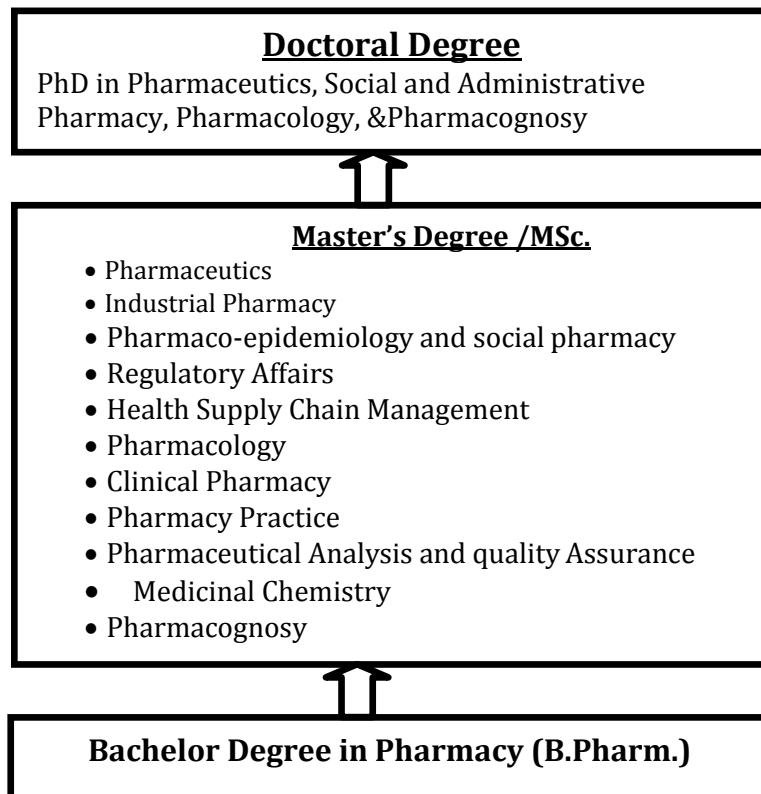 Doctoral Degree
PhD in Pharmaceutics, Social and Administrative
Pharmacy, Pharmacology, &Pharmacognosy
Master’s Degree /MSc.
• Pharmaceutics
• Industrial Pharmacy
• Pharmaco-epidemiology and social pharmacy
• Regulatory Affairs
• Health Supply Chain Management
• Pharmacology
• Clinical Pharmacy
• Pharmacy Practice
• Pharmaceutical Analysis and quality Assurance
• Medicinal Chemistry
• Pharmacognosy
Bachelor Degree in Pharmacy (B.Pharm.)